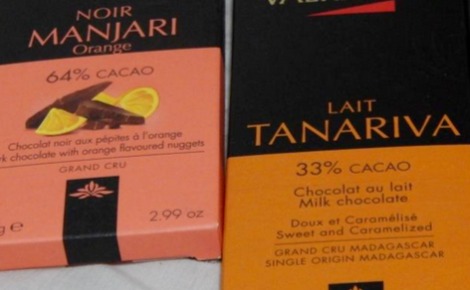 NOIR
MANJARI
Orange
64% CACAO
Chocolat noir aux pépites à l'orange
chocolate with orange flavoured nuggets
GRAND CRU
2.99 oz
LAIT
TANARIVA
33% CACAO
Chocolat au lait
Milk chocolate
Doux et Caramélisé
Sweet and Caramelized
GRAND CRU MADAGASCAR
SINGLE ORIGIN MADAGASCAR